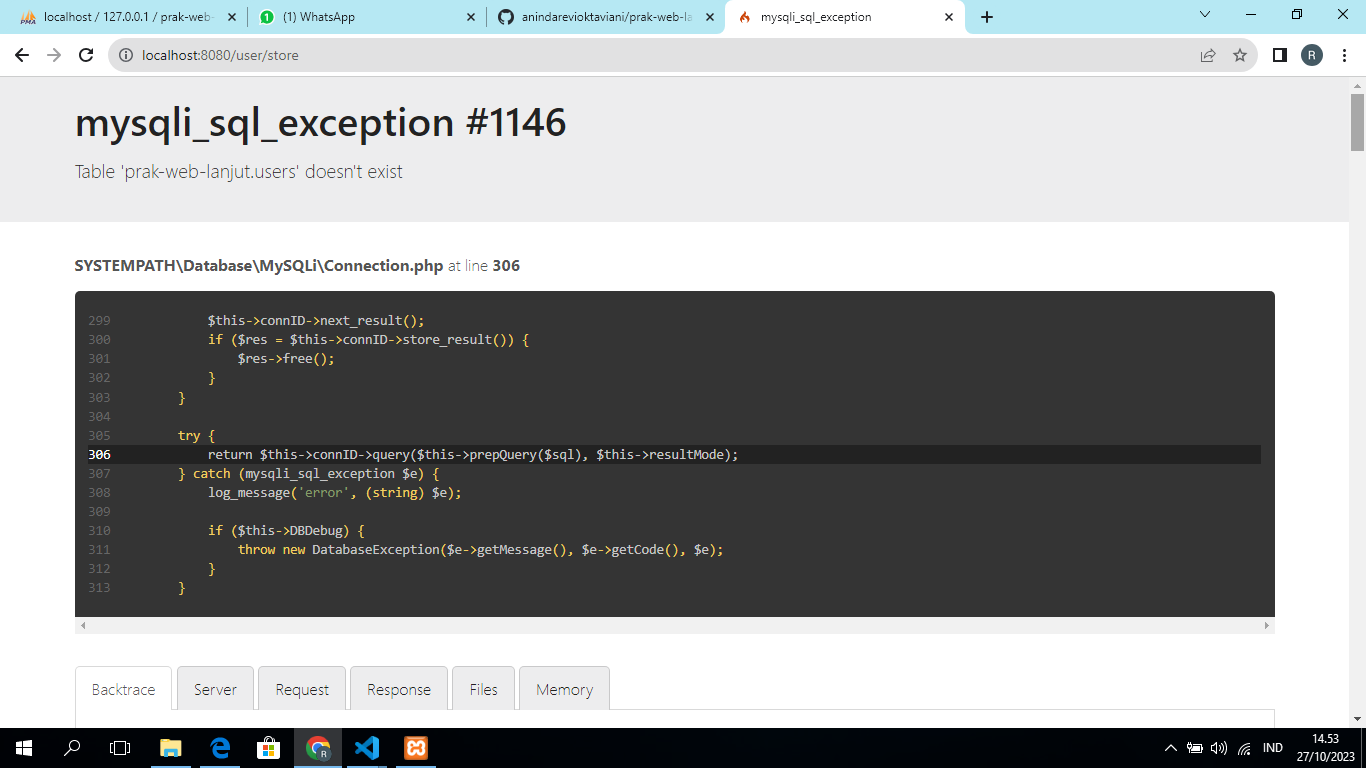 localhost / 127.0.0.1 / prak-web-
(1) WhatsApp
anindarevioktaviani/prak-web-la
mysqli_sql_exception
localhost:8080/user/store
R
mysqli_sql_exception #1146
Table 'prak-web-lanjut.users' doesn't exist
SYSTEMPATH\Database\MySQLi\Connection.php at line 306
299 $this->connID->next_result();
300 if ($res = $this->connID->store_result()) {
301 $res->free();
302 }
303 }
304
305 try {
306 return $this->connID->query($this->prepQuery($sql), $this->resultMode);
307 } catch (mysqli_sql_exception $e) {
308 log_message('error', (string) $e);
309
310 if ($this->DBDebug) {
311 throw new DatabaseException($e->getMessage(), $e->getCode(), $e);
312 }
313 }
Backtrace Server Request Response Files Memory
IND
14.53
27/10/2023